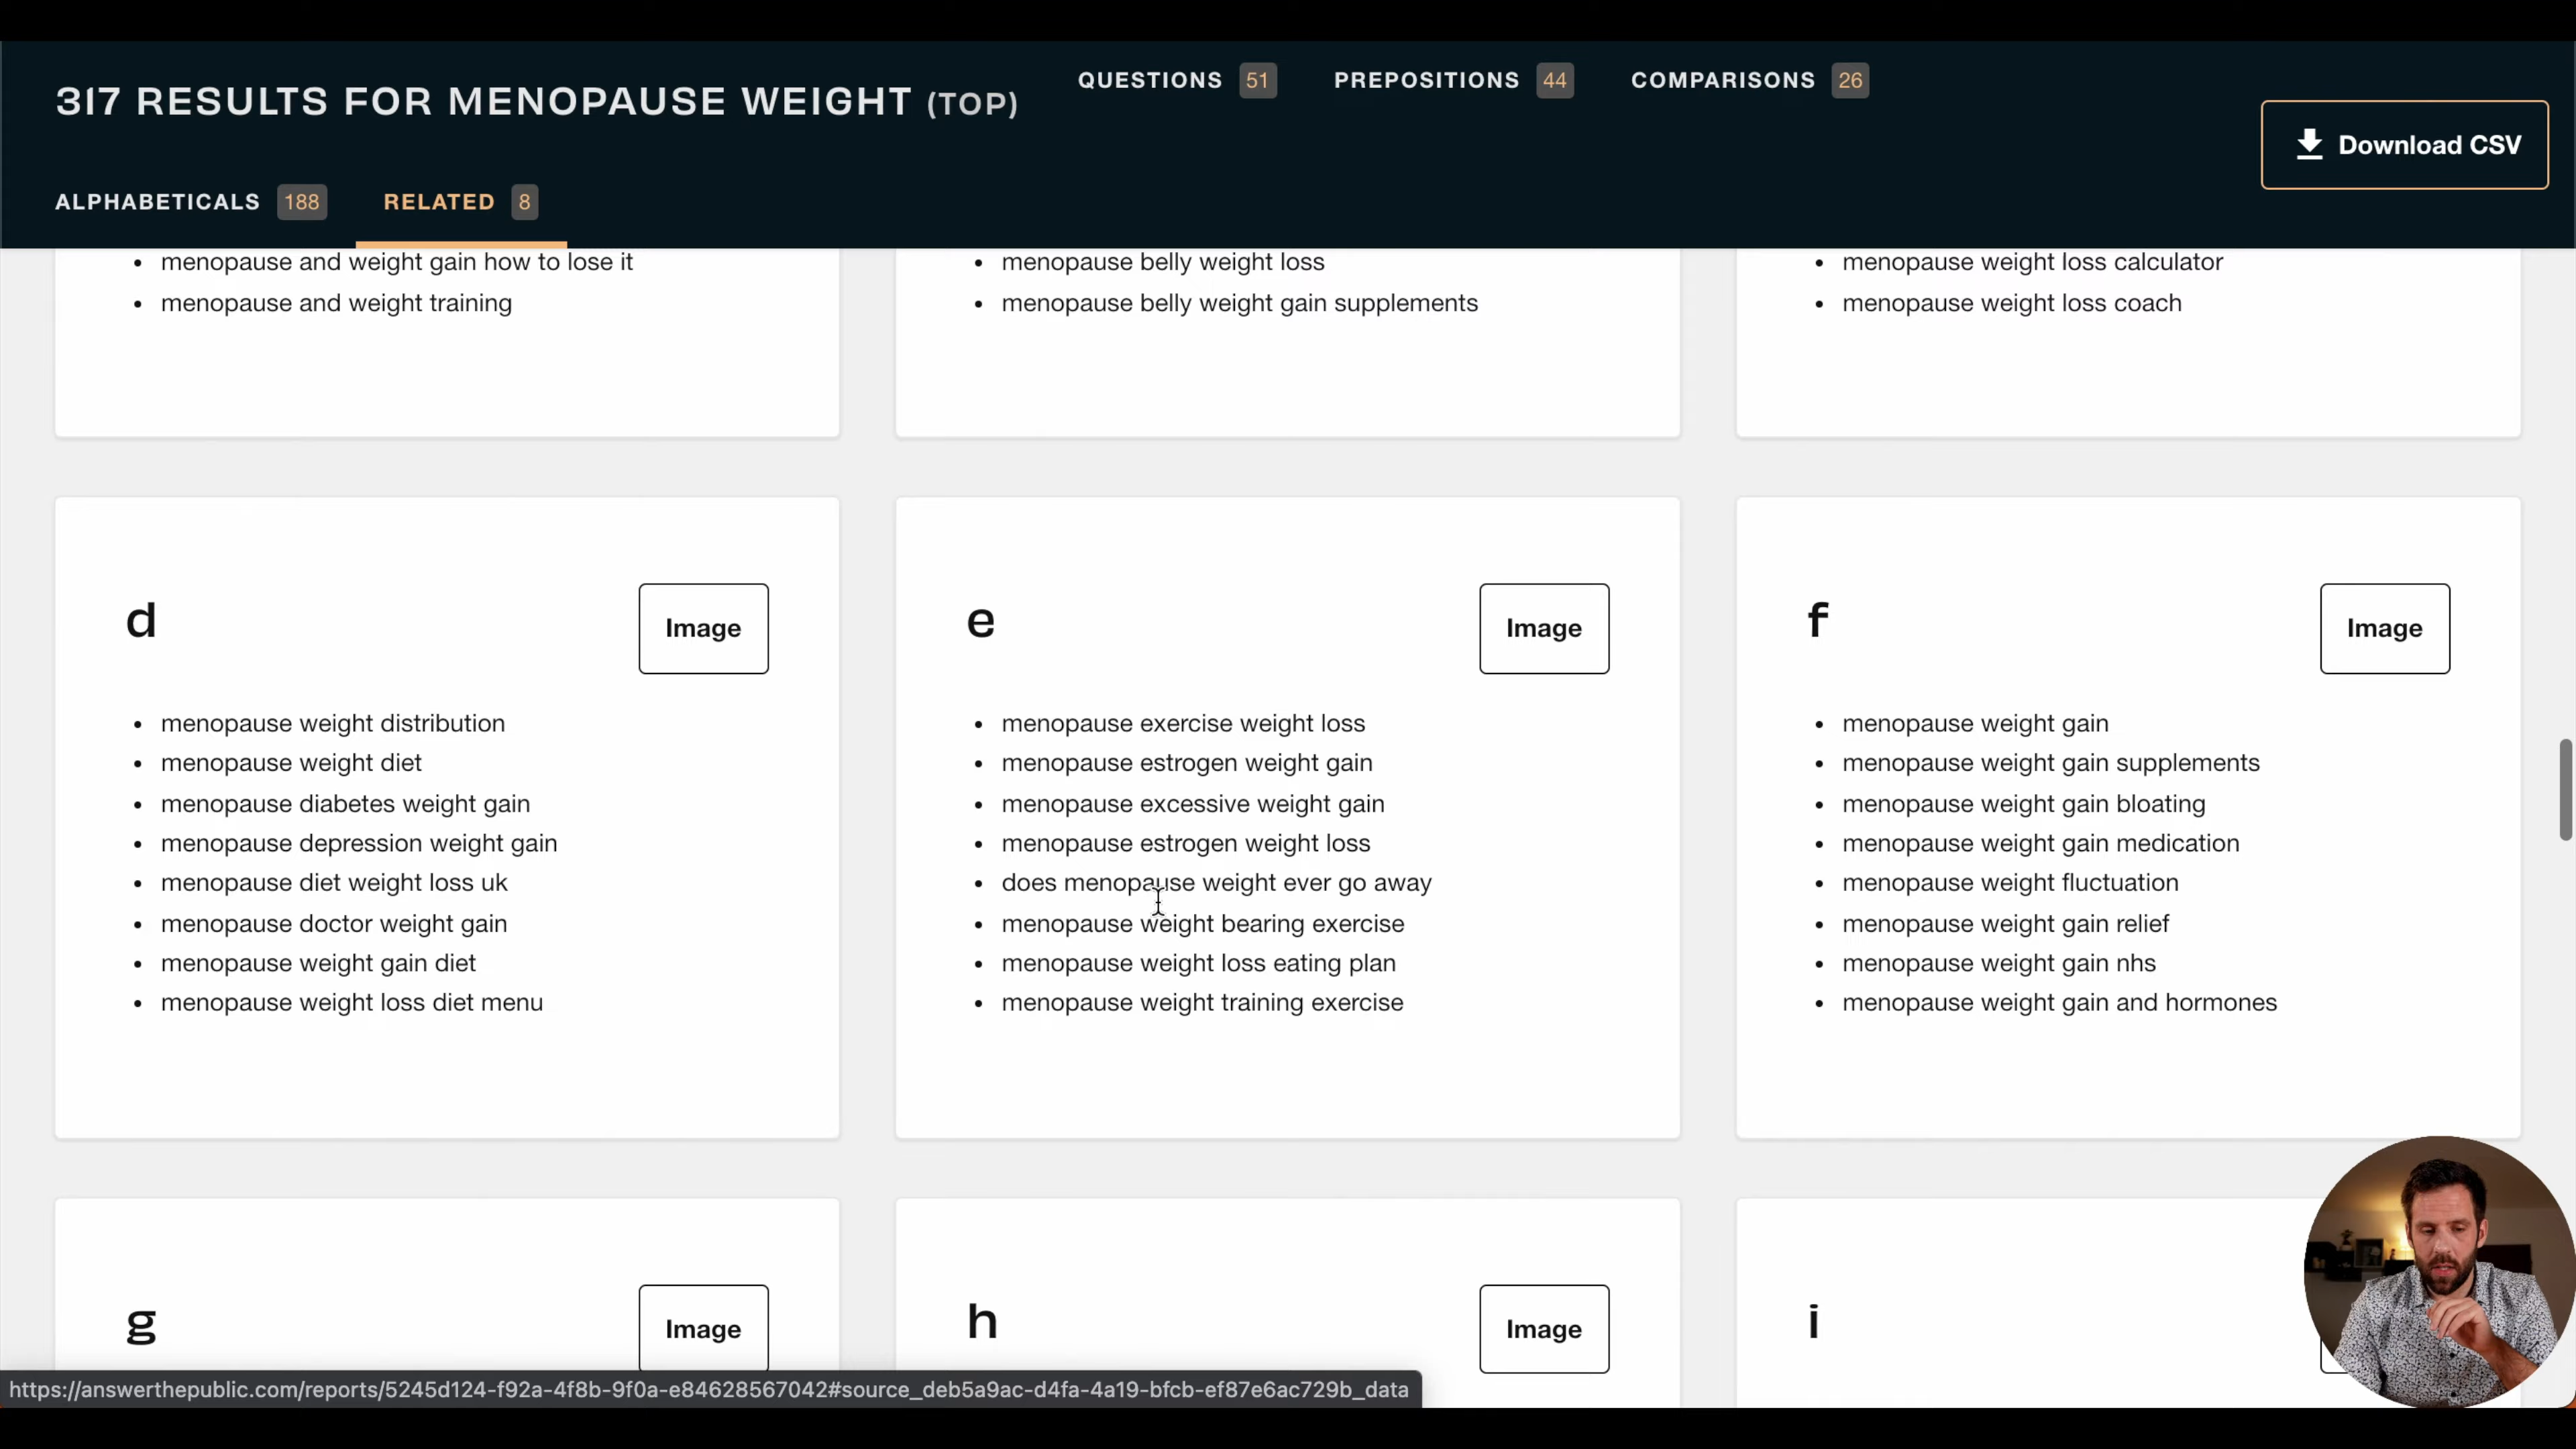 317 RESULTS FOR MENOPAUSE WEIGHT (TOP)
QUESTIONS 51
PREPOSITIONS 44
COMPARISONS 26
Download CSV
ALPHABETICALS 188
RELATED 8
menopause and weight gain how to lose it
menopause and weight training
menopause belly weight loss
menopause belly weight gain supplements
menopause weight loss calculator
menopause weight loss coach
d
Image
menopause weight distribution
menopause weight diet
menopause diabetes weight gain
menopause depression weight gain
menopause diet weight loss uk
menopause doctor weight gain
menopause weight gain diet
menopause weight loss diet menu
e
Image
menopause exercise weight loss
menopause estrogen weight gain
menopause excessive weight gain
menopause estrogen weight loss
does menopause weight ever go away
menopause weight bearing exercise
menopause weight loss eating plan
menopause weight training exercise
f
Image
menopause weight gain
menopause weight gain supplements
menopause weight gain bloating
menopause weight gain medication
menopause weight fluctuation
menopause weight gain relief
menopause weight gain nhs
menopause weight gain and hormones
g
Image
h
Image
i
https://answerthepublic.com/reports/5245d124-f92a-4f8b-9f0a-e84628567042#source_deb5a9ac-d4fa-4a19-bfcb-ef87e6ac729b_data